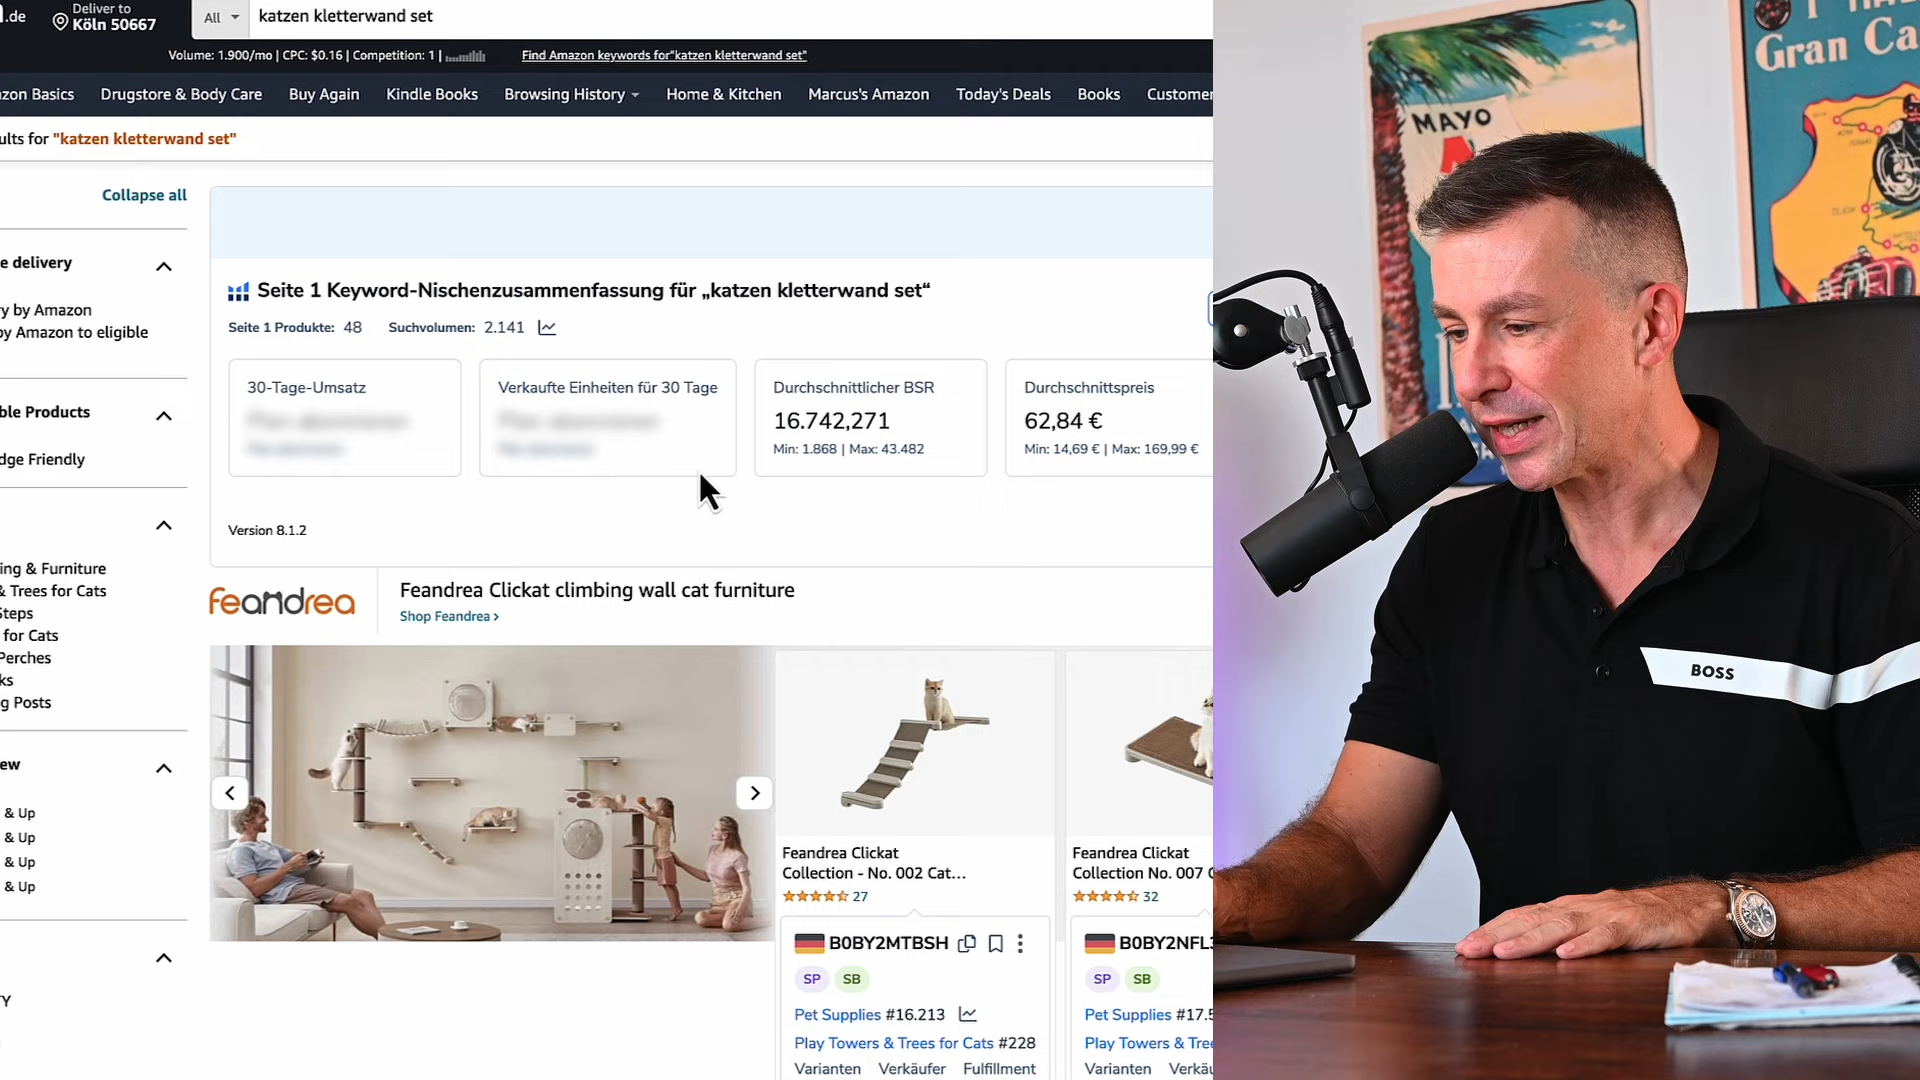 .de
Deliver to
Köln 50667
All
katzen kletterwand set
Volume: 1.900/mo | CPC: $0.16 | Competition: 1 |
Find Amazon keywords for"katzen kletterwand set"
zon Basics
Drugstore & Body Care
Buy Again
Kindle Books
Browsing History
Home & Kitchen
Marcus's Amazon
Today's Deals
Books
Customer
ults for "katzen kletterwand set"
Collapse all
e delivery
ry by Amazon
by Amazon to eligible
ble Products
dge Friendly
ing & Furniture
& Trees for Cats
Steps
for Cats
Perches
ks
g Posts
ew
& Up
& Up
& Up
& Up
Y
Seite 1 Keyword-Nischenzusammenfassung für „katzen kletterwand set“
Seite 1 Produkte: 48
Suchvolumen: 2.141
30-Tage-Umsatz
Verkaufte Einheiten für 30 Tage
Durchschnittlicher BSR
16.742,271
Min: 1.868 | Max: 43.482
Durchschnittspreis
62,84 €
Min: 14,69 € | Max: 169,99 €
Version 8.1.2
feandrea
Feandrea Clickat climbing wall cat furniture
Shop Feandrea ›
Feandrea Clickat
Collection - No. 002 Cat...
27
B0BY2MTBSH
SP
SB
Pet Supplies #16.213
Play Towers & Trees for Cats #228
Varianten
Verkäufer
Fulfillment
Feandrea Clickat
Collection No. 007
32
B0BY2NFL
SP
SB
Pet Supplies #17.5
Play Towers & Tre
Varianten
Verkäu
MAYO
Gran Ca
BOSS